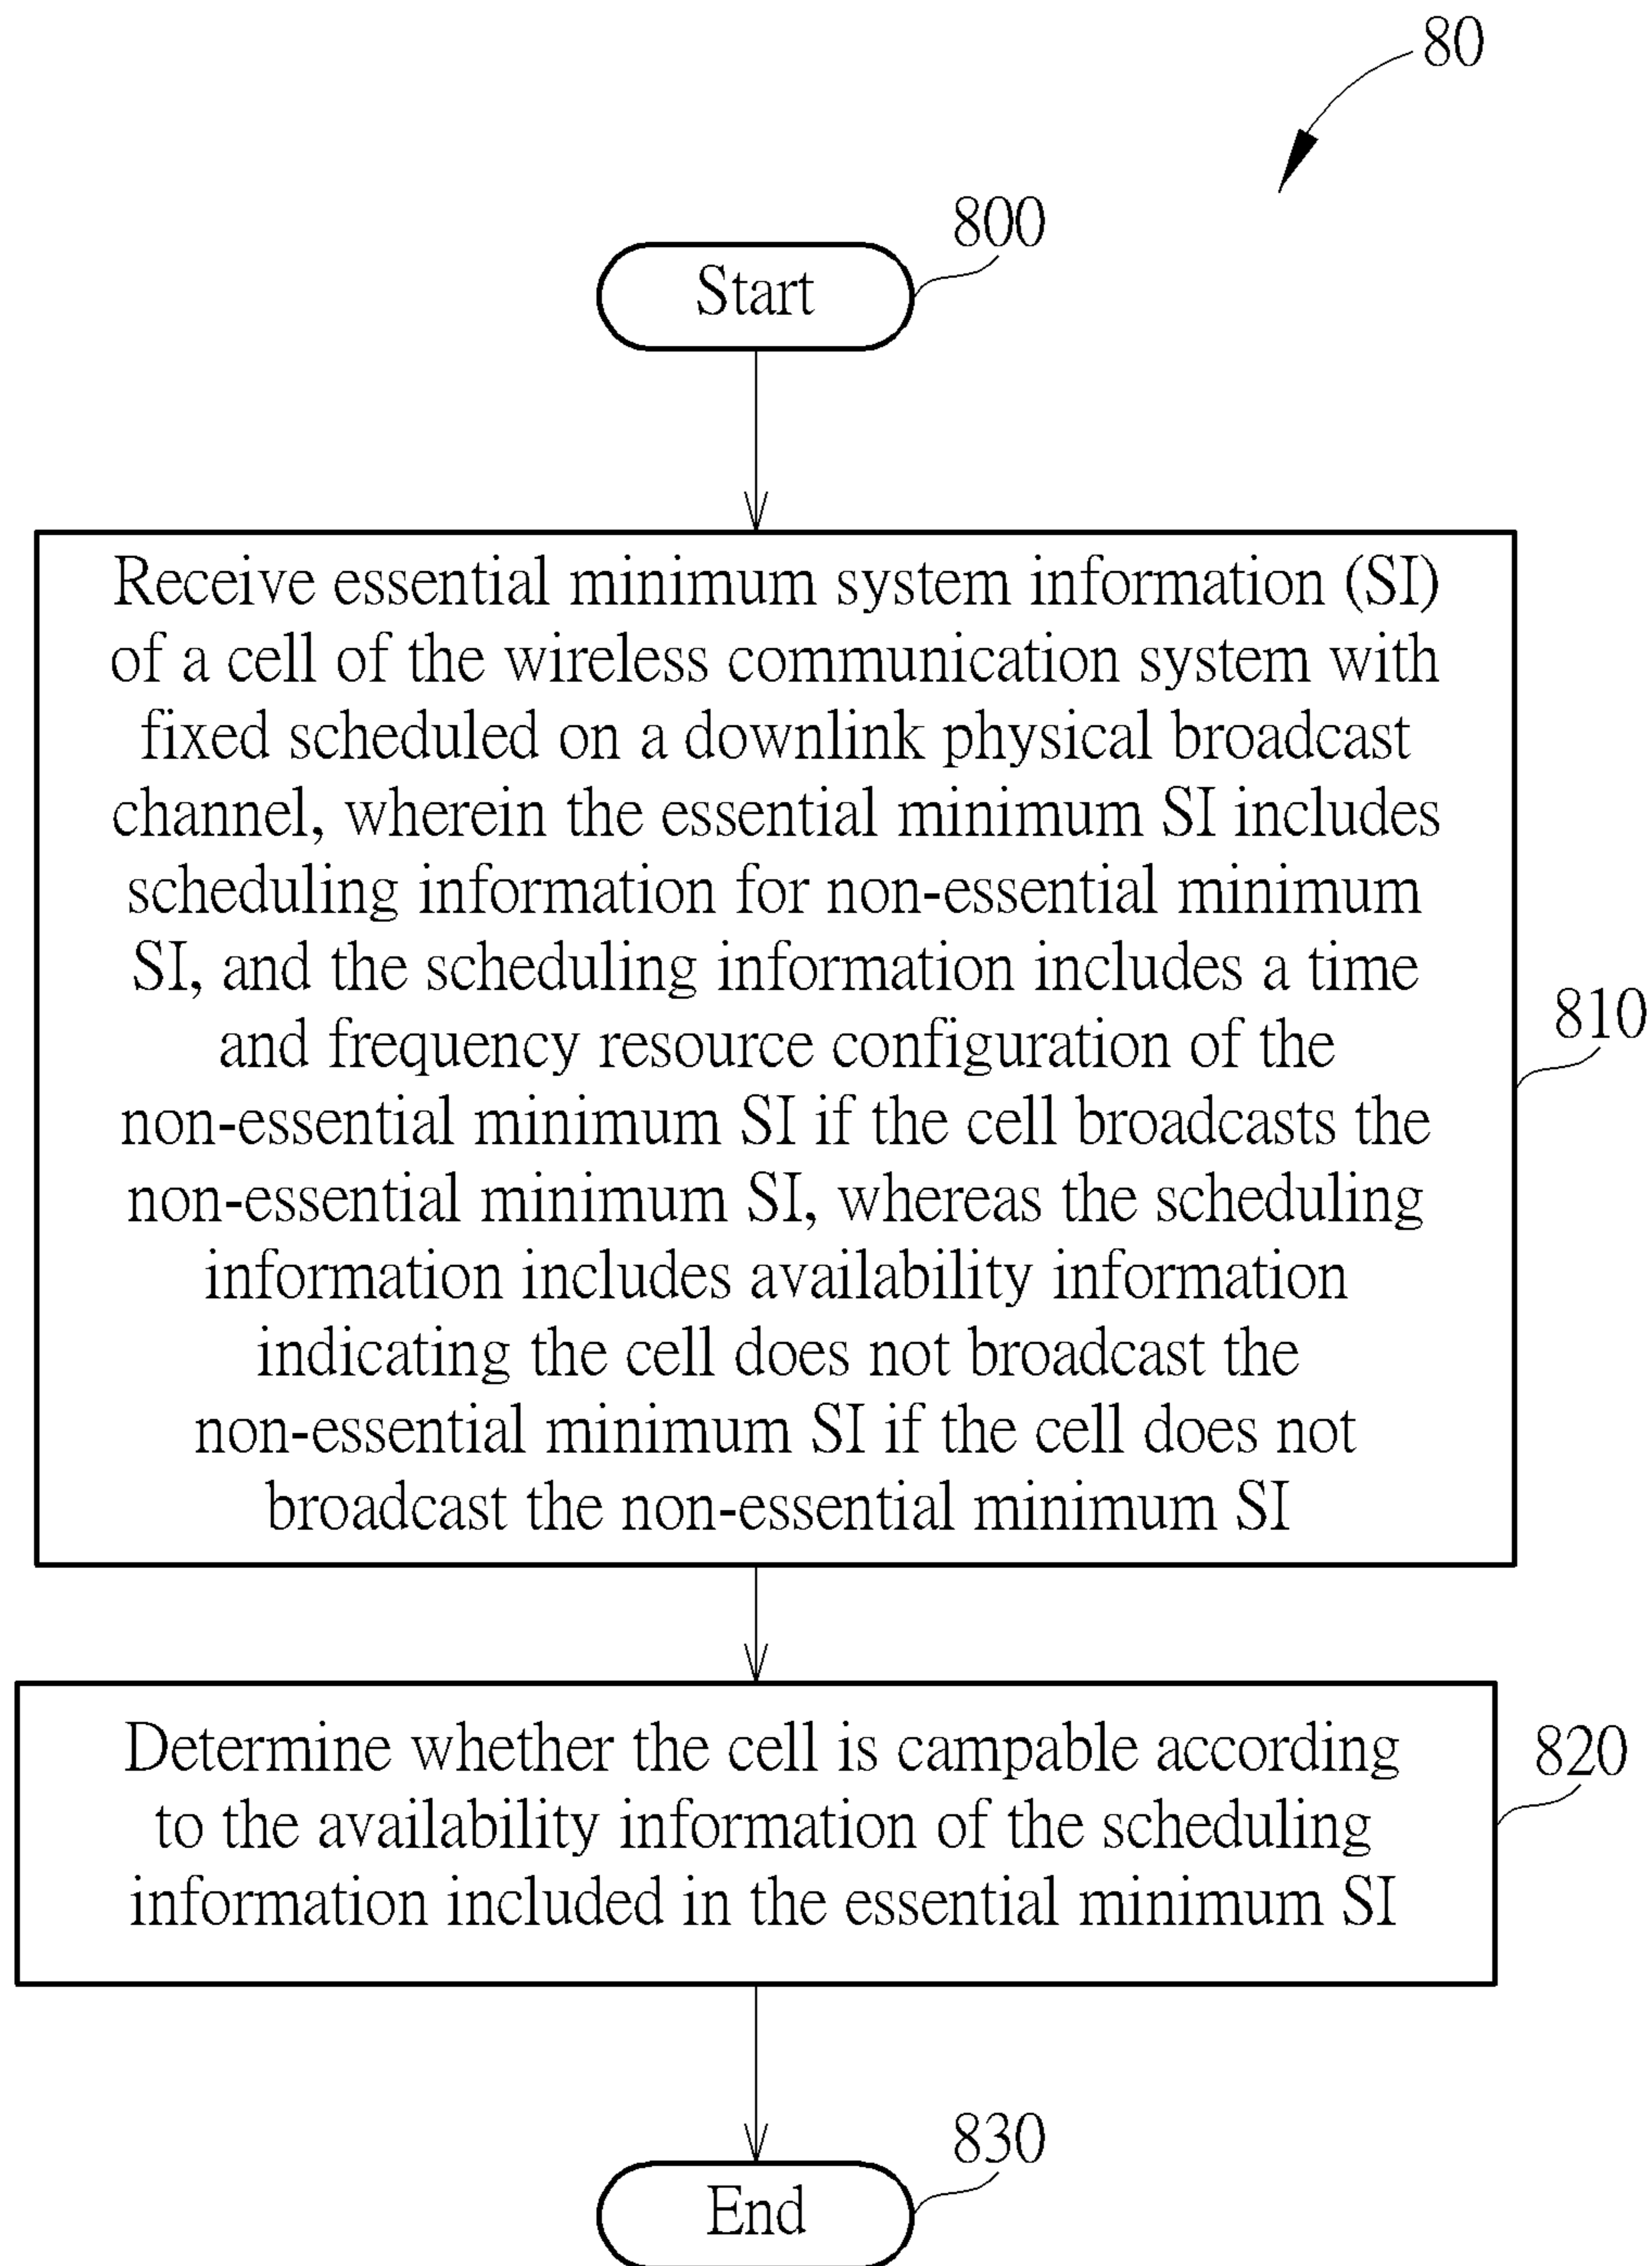 80
800
Start
Receive essential minimum system information (SI)
of a cell of the wireless communication system with
fixed scheduled on a downlink physical broadcast
channel, wherein the essential minimum SI includes
scheduling information for non-essential minimum
SI, and the scheduling information includes a time
and frequency resource configuration of the
non-essential minimum SI if the cell broadcasts the
non-essential minimum SI, whereas the scheduling
information includes availability information
indicating the cell does not broadcast the
non-essential minimum SI if the cell does not
broadcast the non-essential minimum SI
810
Determine whether the cell is campable according
to the availability information of the scheduling
information included in the essential minimum SI
820
830
End